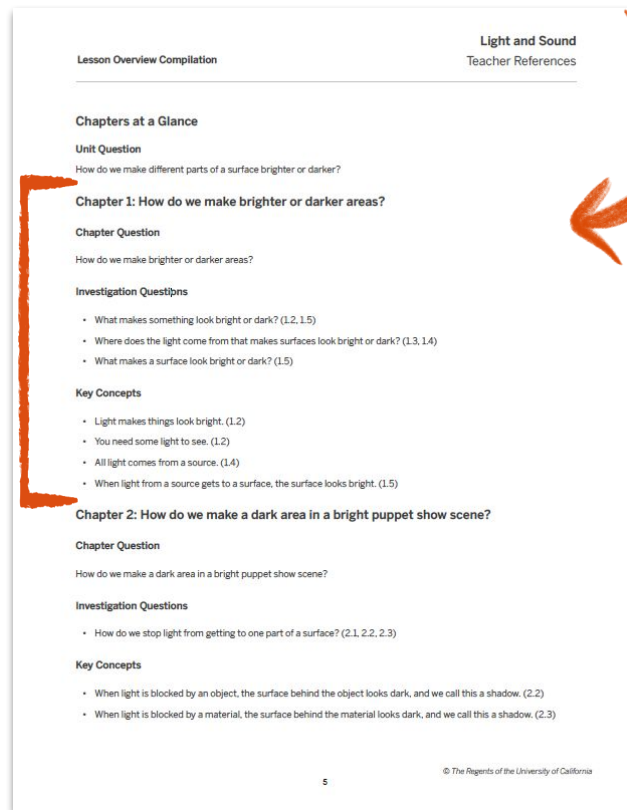 Light and Sound
Lesson Overview Compilation
Teacher References
Chapters at a Glance
Unit Question
How do we make different parts of a surface brighter or darker?
Chapter 1: How do we make brighter or darker areas?
Chapter Question
How do we make brighter or darker areas?
Investigation Questions
• What makes something look bright or dark? (1.2, 1.5)
• Where does the light come from that makes surfaces look bright or dark? (1.3, 1.4)
• What makes a surface look bright or dark? (1.5)
Key Concepts
• Light makes things look bright. (1.2)
• You need some light to see. (1.2)
• All light comes from a source. (1.4)
• When light from a source gets to a surface, the surface looks bright. (1.5)
Chapter 2: How do we make a dark area in a bright puppet show scene?
Chapter Question
How do we make a dark area in a bright puppet show scene?
Investigation Questions
• How do we stop light from getting to one part of a surface? (2.1, 2.2, 2.3)
Key Concepts
• When light is blocked by an object, the surface behind the object looks dark, and we call this a shadow. (2.2)
• When light is blocked by a material, the surface behind the material looks dark, and we call this a shadow. (2.3)
© The Regents of the University of California
5